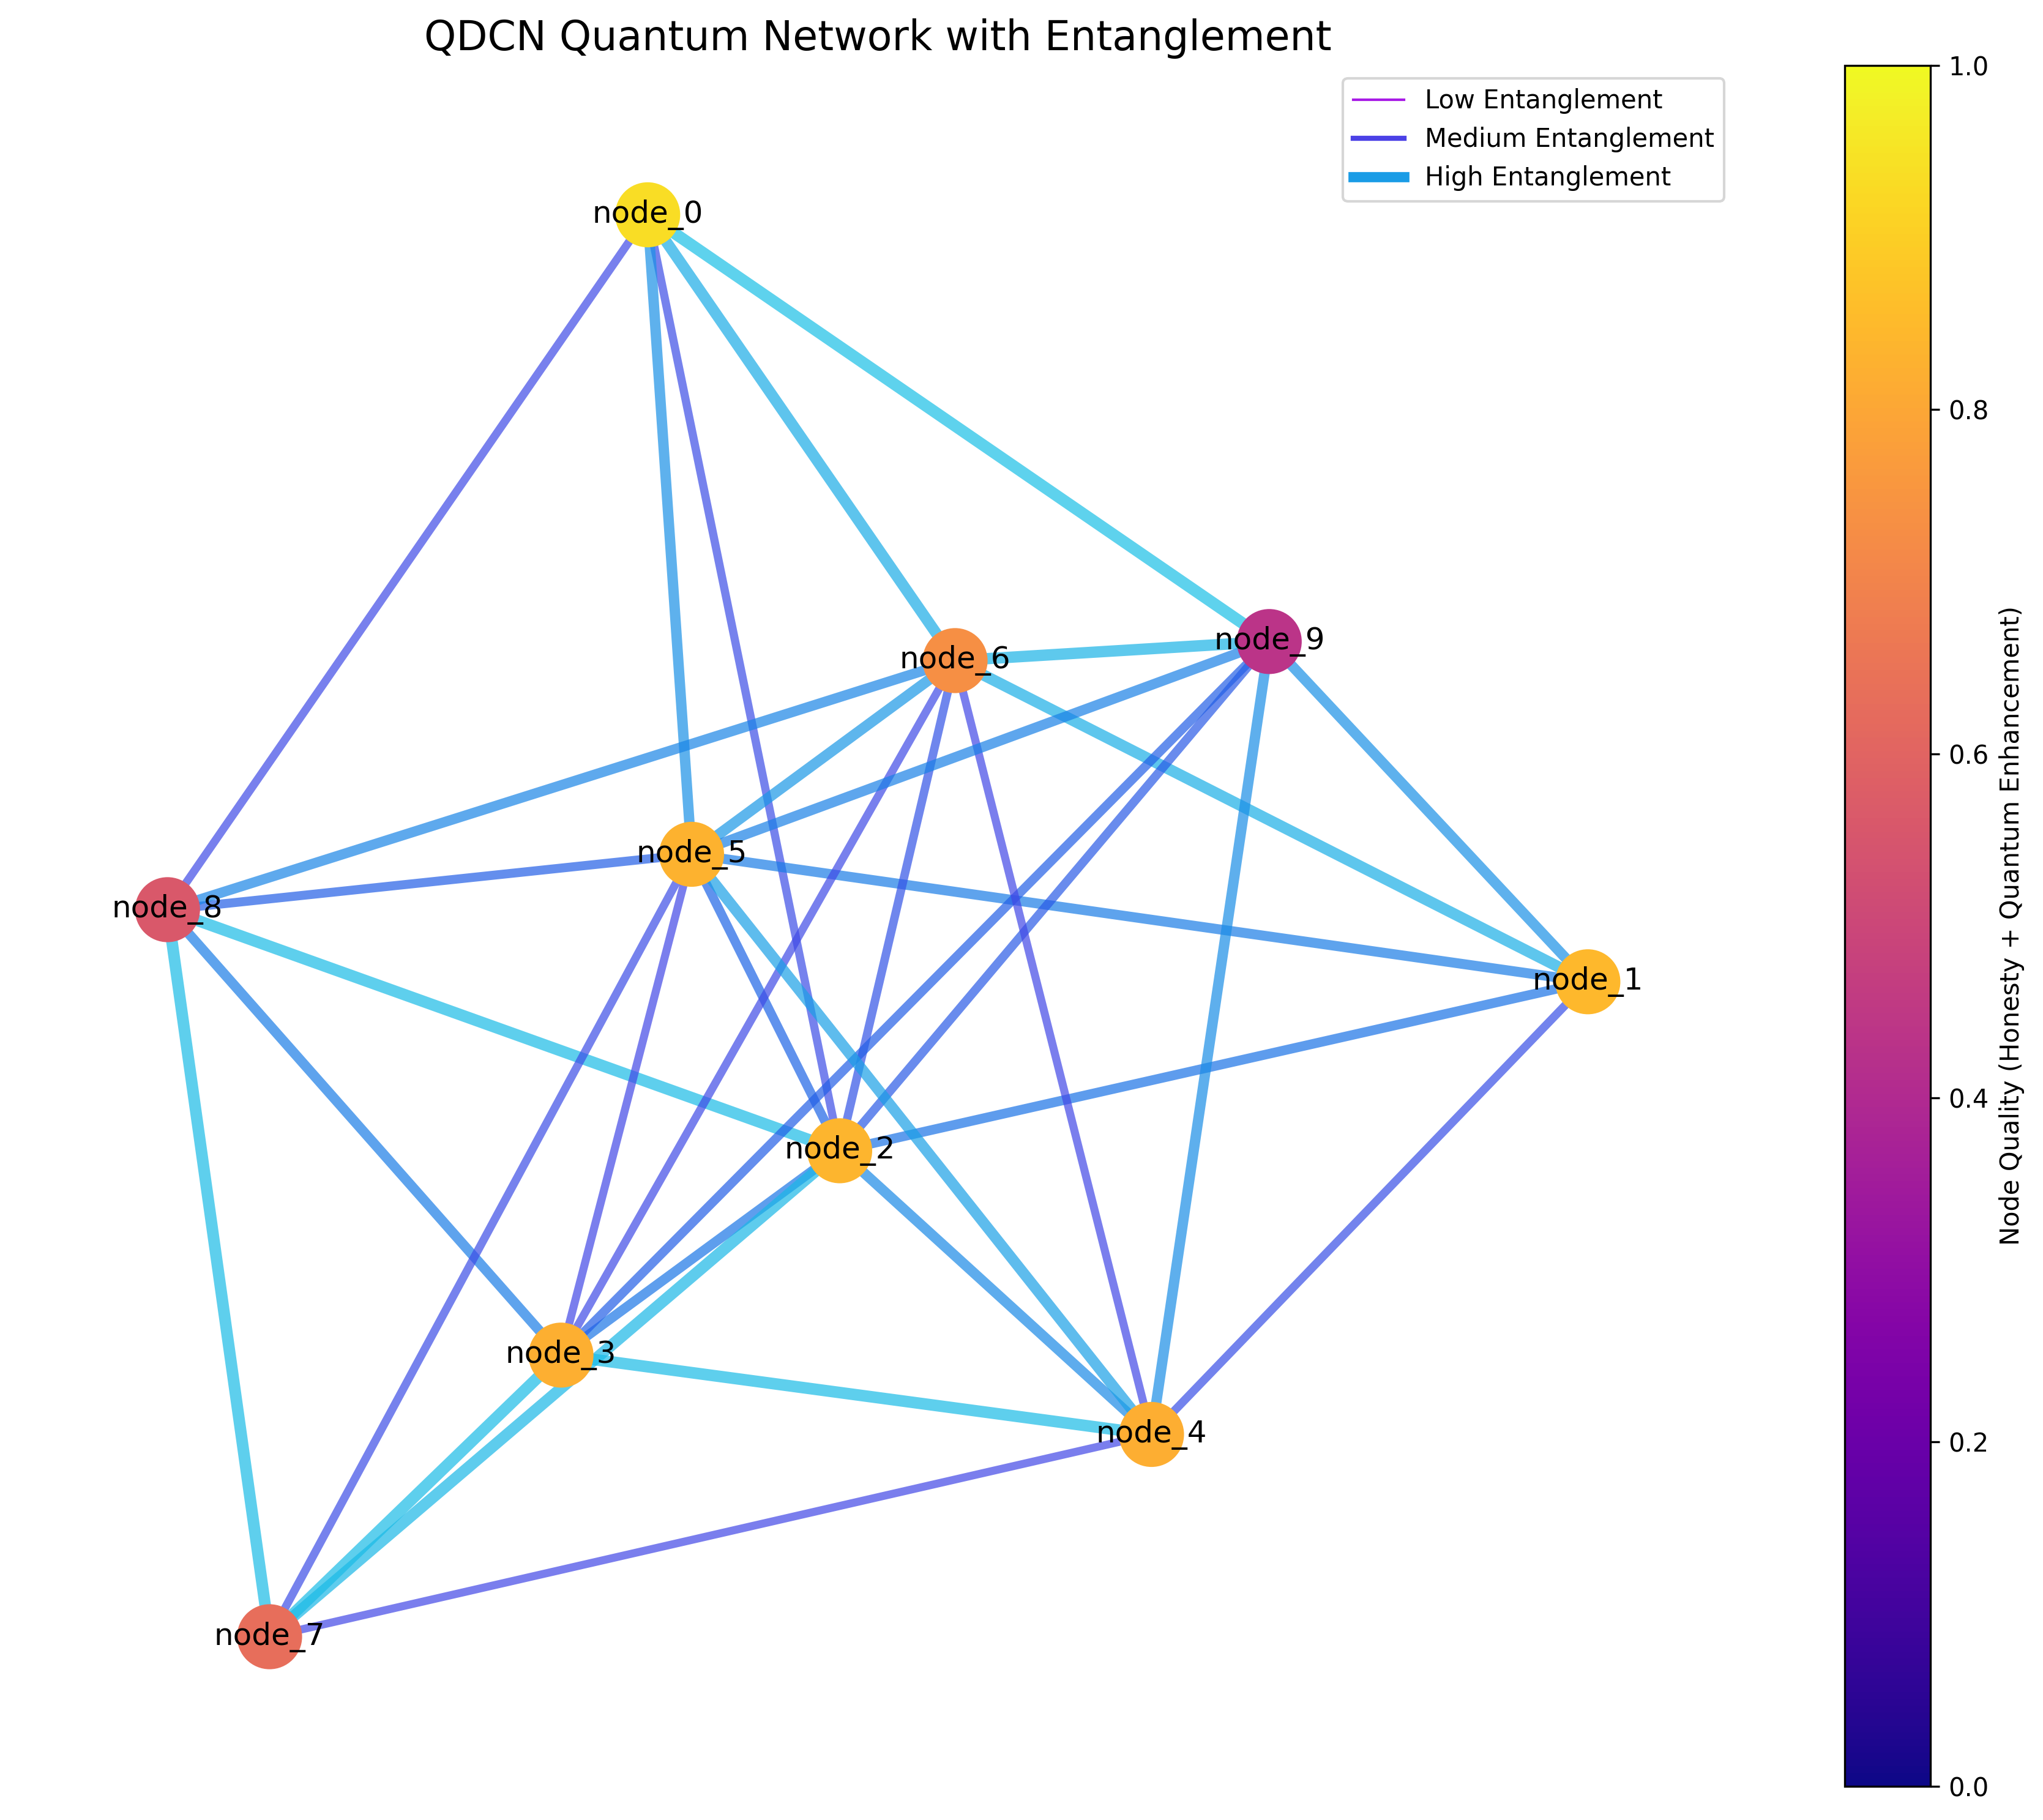 QDCN Quantum Network with Entanglement
Low Entanglement
Medium Entanglement
High Entanglement
node_0
node_6
node_9
node_5
node_8
node_1
node_2
node_3
node_4
node_7
1.0
0.8
0.6
0.4
0.2
0.0
Node Quality (Honesty + Quantum Enhancement)